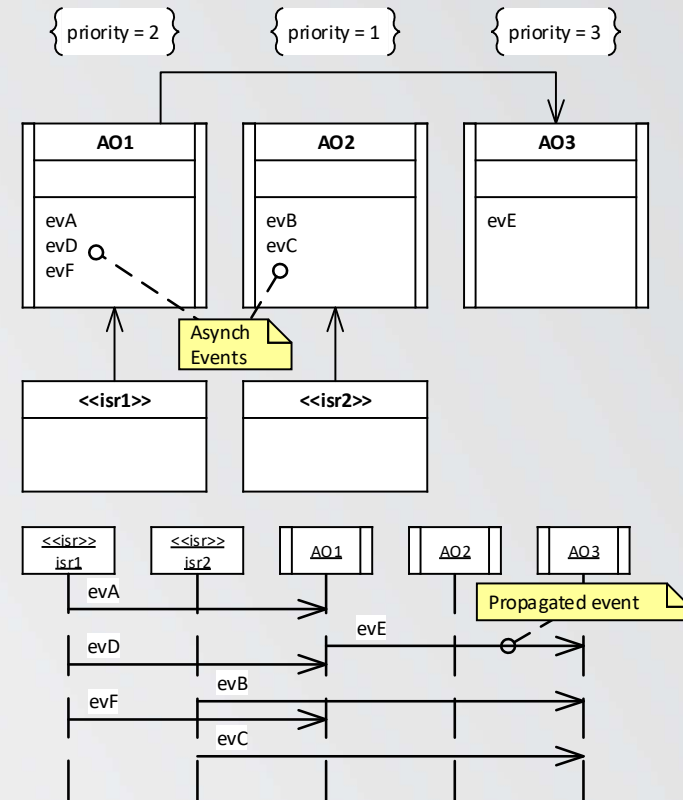 priority = 2
priority = 1
priority = 3
AO1
AO2
AO3
evA
evD
evF
evB
evC
evE
Asynch
Events
<<isr1>>
<<isr2>>
<<isr>>
isr1
<<isr>>
isr2
AO1
AO2
AO3
evA
Propagated event
evE
evD
evB
evF
evC